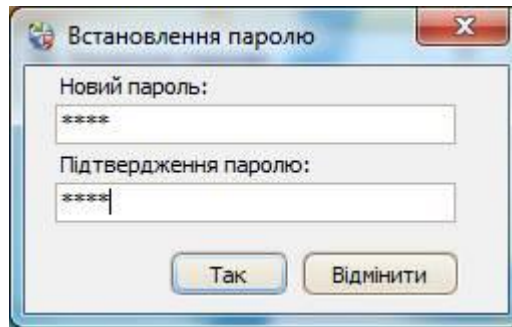 Встановлення паролю
Новий пароль:
****
Підтвердження паролю:
****
Так
Відмінити